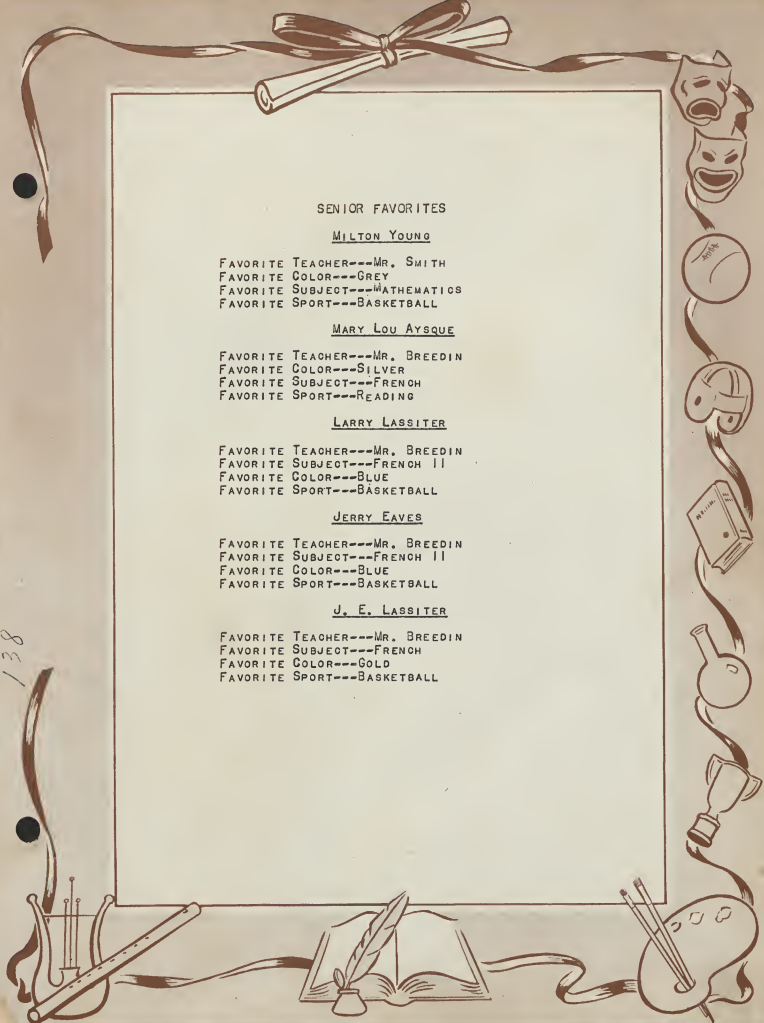 SENIOR FAVORITES
MILTON YOUNG
FAVORITE TEACHER---MR. SMITH
FAVORITE COLOR---GREY
FAVORITE SUBJECT---MATHEMATICS
FAVORITE SPORT---BASKETBALL
MARY LOU AYSQUE
FAVORITE TEACHER---MR. BREEDIN
FAVORITE COLOR---SILVER
FAVORITE SUBJECT---FRENCH
FAVORITE SPORT---READING
LARRY LASSITER
FAVORITE TEACHER---MR. BREEDIN
FAVORITE SUBJECT---FRENCH II
FAVORITE COLOR---BLUE
FAVORITE SPORT---BASKETBALL
JERRY EAVES
FAVORITE TEACHER---MR. BREEDIN
FAVORITE SUBJECT---FRENCH II
FAVORITE COLOR---BLUE
FAVORITE SPORT---BASKETBALL
J. E. LASSITER
FAVORITE TEACHER---MR. BREEDIN
FAVORITE SUBJECT---FRENCH
FAVORITE COLOR---GOLD
FAVORITE SPORT---BASKETBALL
138